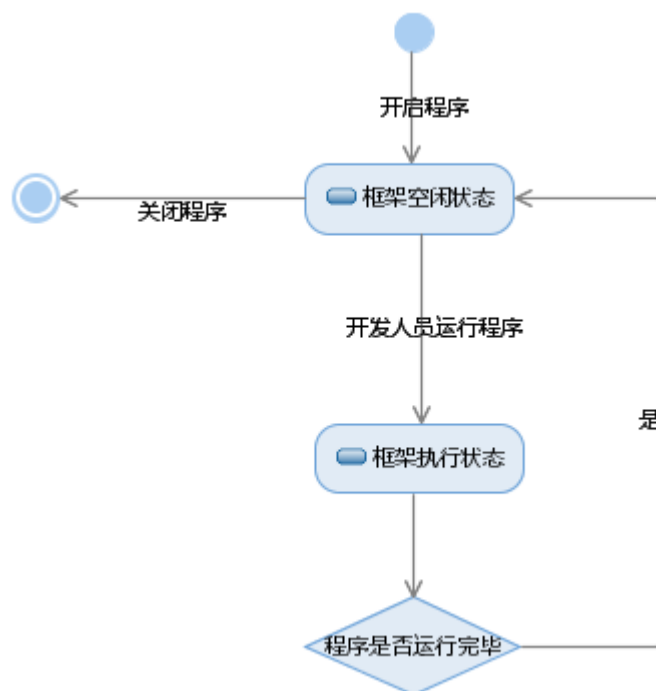 开启程序
框架空闲状态
关闭程序
开发人员运行程序
是
框架执行状态
程序是否运行完毕